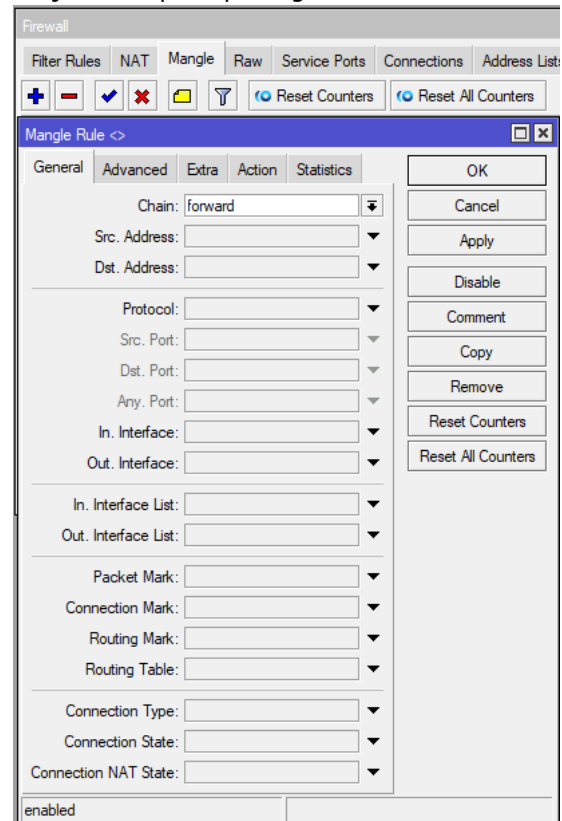 Firewall
Filter Rules NAT Mangle Raw Service Ports Connections Address Lists
Reset Counters Reset All Counters
Mangle Rule <>
General Advanced Extra Action Statistics
OK
Chain: forward
Cancel
Src. Address:
Apply
Dst. Address:
Disable
Protocol:
Comment
Src. Port:
Copy
Dst. Port:
Remove
Any. Port:
Reset Counters
In. Interface:
Reset All Counters
Out. Interface:
In. Interface List:
Out. Interface List:
Packet Mark:
Connection Mark:
Routing Mark:
Routing Table:
Connection Type:
Connection State:
Connection NAT State:
enabled